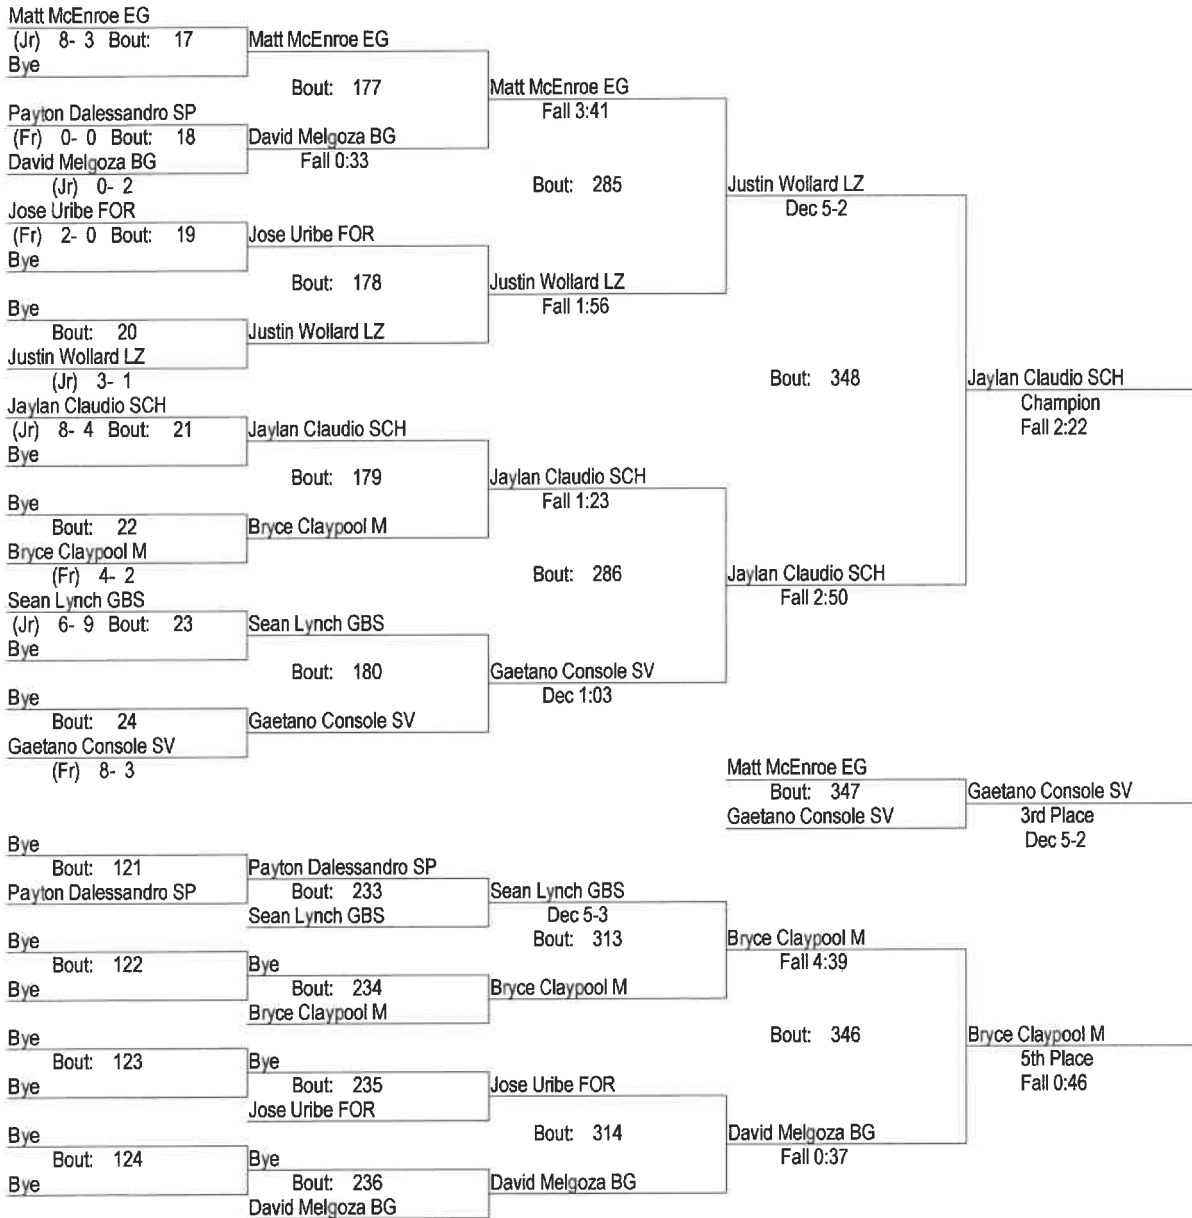 Matt McEnroe EG
(Jr) 8- 3 Bout: 17
Bye
Matt McEnroe EG
Bout: 177
Payton Dalessandro SP
(Fr) 0- 0 Bout: 18
David Melgoza BG
(Jr) 0- 2
David Melgoza BG
Fall 0:33
Matt McEnroe EG
Fall 3:41
Bout: 285
Jose Uribe FOR
(Fr) 2- 0 Bout: 19
Bye
Jose Uribe FOR
Bout: 178
Bye
Bout: 20
Justin Wollard LZ
(Jr) 3- 1
Justin Wollard LZ
Justin Wollard LZ
Fall 1:56
Justin Wollard LZ
Dec 5-2
Bout: 348
Jaylan Claudio SCH
Champion
Fall 2:22
Jaylan Claudio SCH
(Jr) 8- 4 Bout: 21
Bye
Jaylan Claudio SCH
Bout: 179
Bye
Bout: 22
Bryce Claypool M
(Fr) 4- 2
Bryce Claypool M
Jaylan Claudio SCH
Fall 1:23
Bout: 286
Jaylan Claudio SCH
Fall 2:50
Sean Lynch GBS
(Jr) 6- 9 Bout: 23
Bye
Sean Lynch GBS
Bout: 180
Bye
Bout: 24
Gaetano Console SV
(Fr) 8- 3
Gaetano Console SV
Gaetano Console SV
Dec 1:03
Matt McEnroe EG
Bout: 347
Gaetano Console SV
Gaetano Console SV
3rd Place
Dec 5-2
Bye
Bout: 121
Payton Dalessandro SP
Payton Dalessandro SP
Bout: 233
Sean Lynch GBS
Sean Lynch GBS
Dec 5-3
Bout: 313
Bye
Bout: 122
Bye
Bye
Bout: 234
Bryce Claypool M
Bryce Claypool M
Bryce Claypool M
Fall 4:39
Bout: 346
Bryce Claypool M
5th Place
Fall 0:46
Bye
Bout: 123
Bye
Bye
Bout: 235
Jose Uribe FOR
Jose Uribe FOR
Bout: 314
Bye
Bout: 124
Bye
Bye
Bout: 236
David Melgoza BG
David Melgoza BG
David Melgoza BG
Fall 0:37